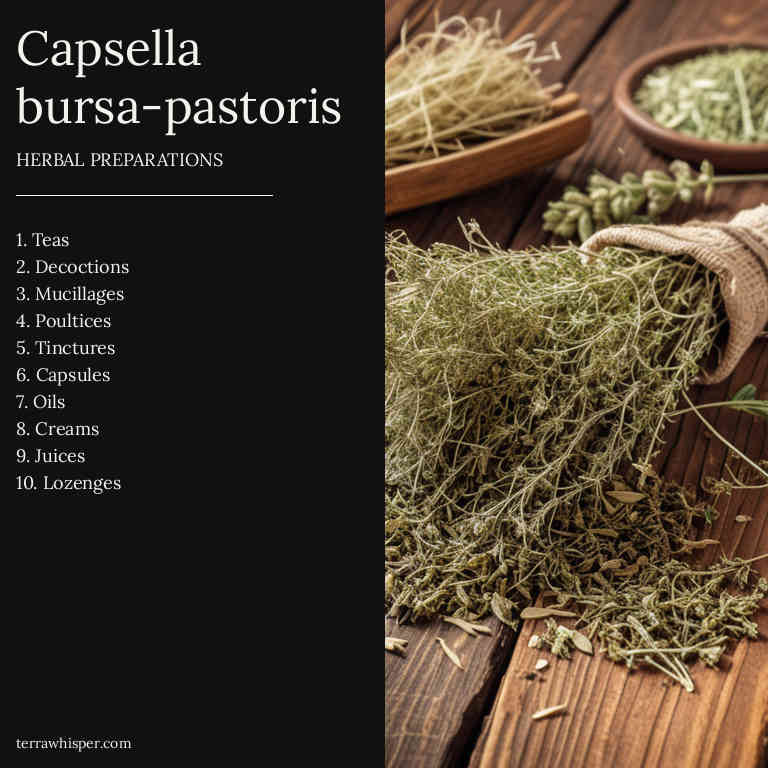 Capsella
bursa-pastoris
HERBAL PREPARATIONS
1. Teas
2. Decoctions
3. Mucillages
4. Poultices
5. Tinctures
6. Capsules
7. Oils
8. Creams
9. Juices
10. Lozenges
terrawhisper.com